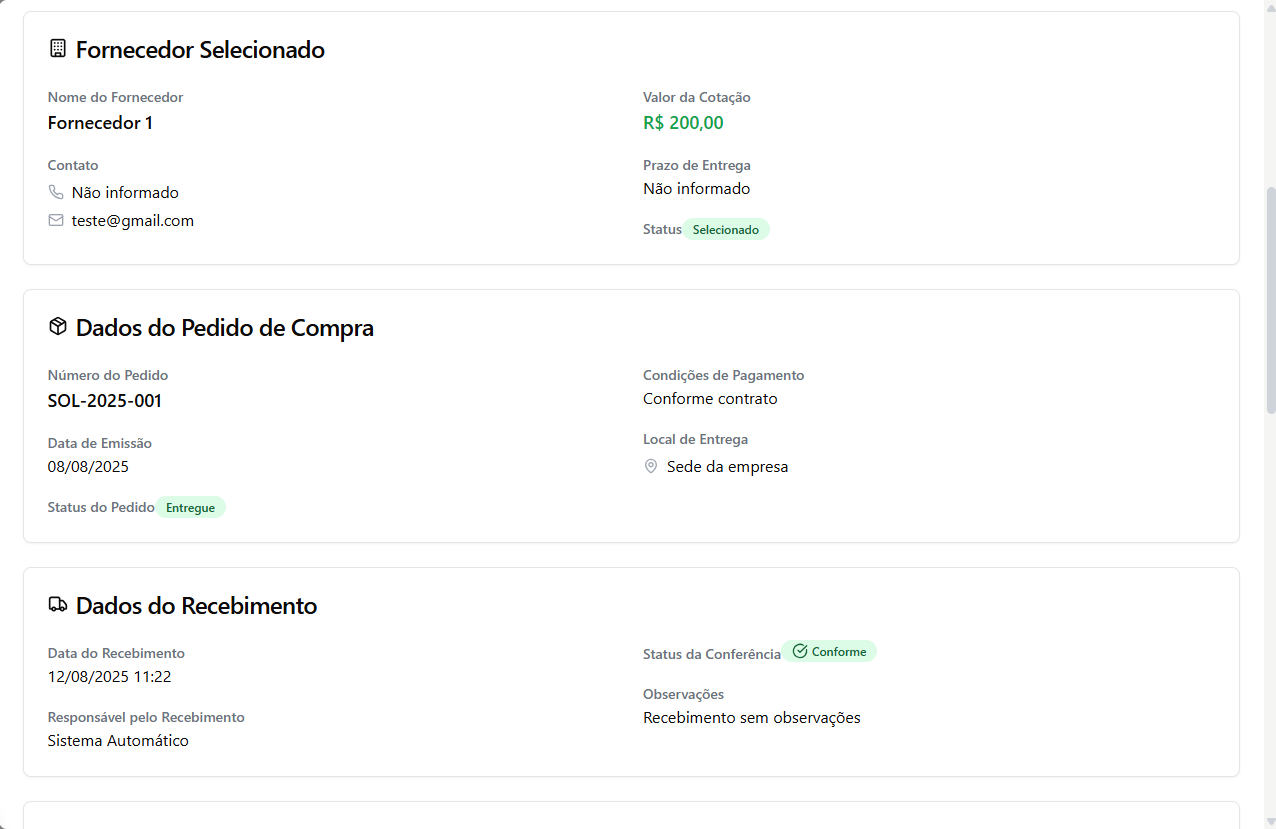 Fornecedor Selecionado
Nome do Fornecedor
Fornecedor 1
Contato
Não informado
teste@gmail.com
Valor da Cotação
R$ 200,00
Prazo de Entrega
Não informado
Status Selecionado
Dados do Pedido de Compra
Número do Pedido
SOL-2025-001
Data de Emissão
08/08/2025
Status do Pedido Entregue
Condições de Pagamento
Conforme contrato
Local de Entrega
Sede da empresa
Dados do Recebimento
Data do Recebimento
12/08/2025 11:22
Responsável pelo Recebimento
Sistema Automático
Status da Conferência Conforme
Observações
Recebimento sem observações